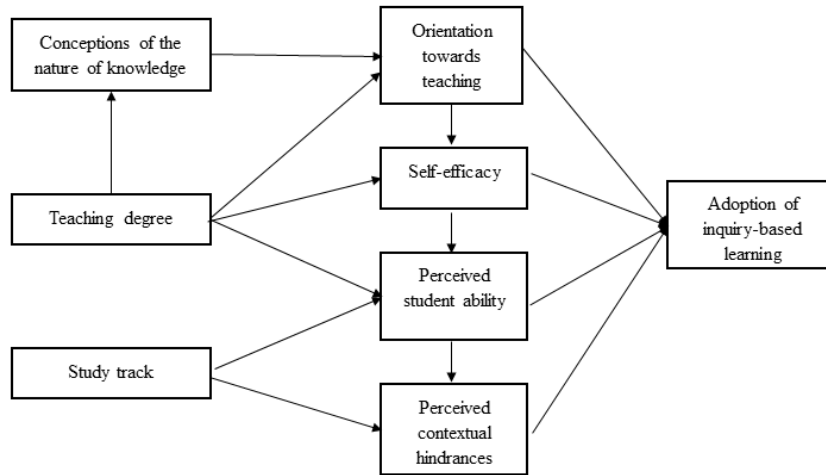 Conceptions of the
nature of knowledge
Orientation
towards
teaching
Teaching degree
Self-efficacy
Adoption of
inquiry-based
learning
Perceived
student ability
Study track
Perceived
contextual
hindrances